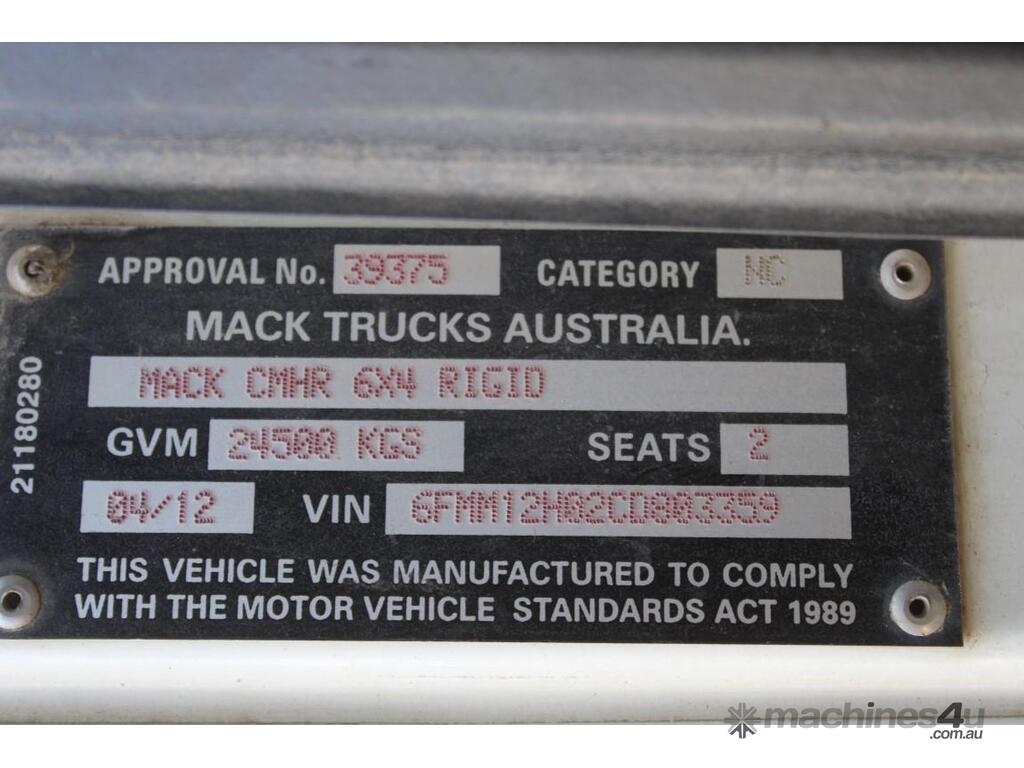 APPROVAL No. 39375 CATEGORY NC
MACK TRUCKS AUSTRALIA.
MACK CMHR 6X4 RIGID
GVM 24500 KGS SEATS 2
04/12 VIN 6FMM12H02CD803359
THIS VEHICLE WAS MANUFACTURED TO COMPLY
WITH THE MOTOR VEHICLE STANDARDS ACT 1989
21180280
machines4u
.com.au